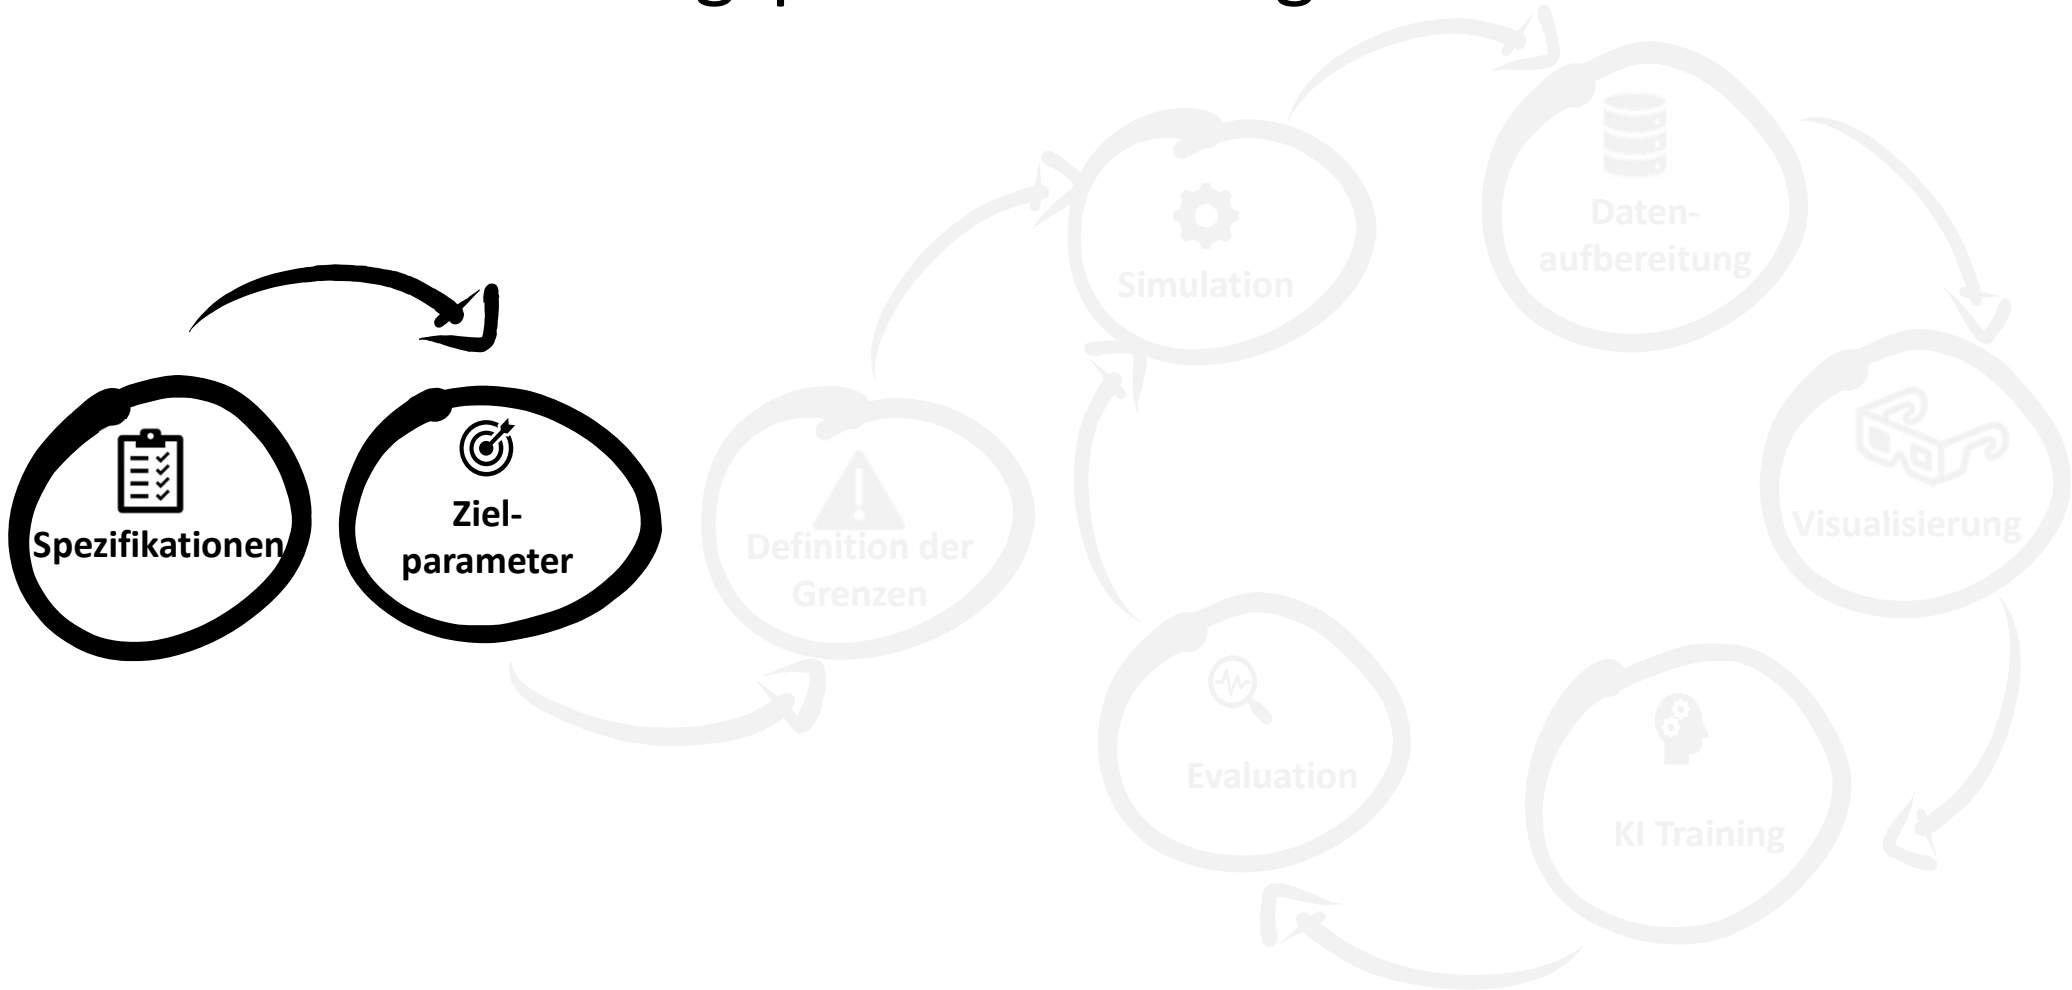 Spezifikationen
Ziel-
parameter
Definition der
Grenzen
Simulation
Daten-
aufbereitung
Visualisierung
KI Training
Evaluation